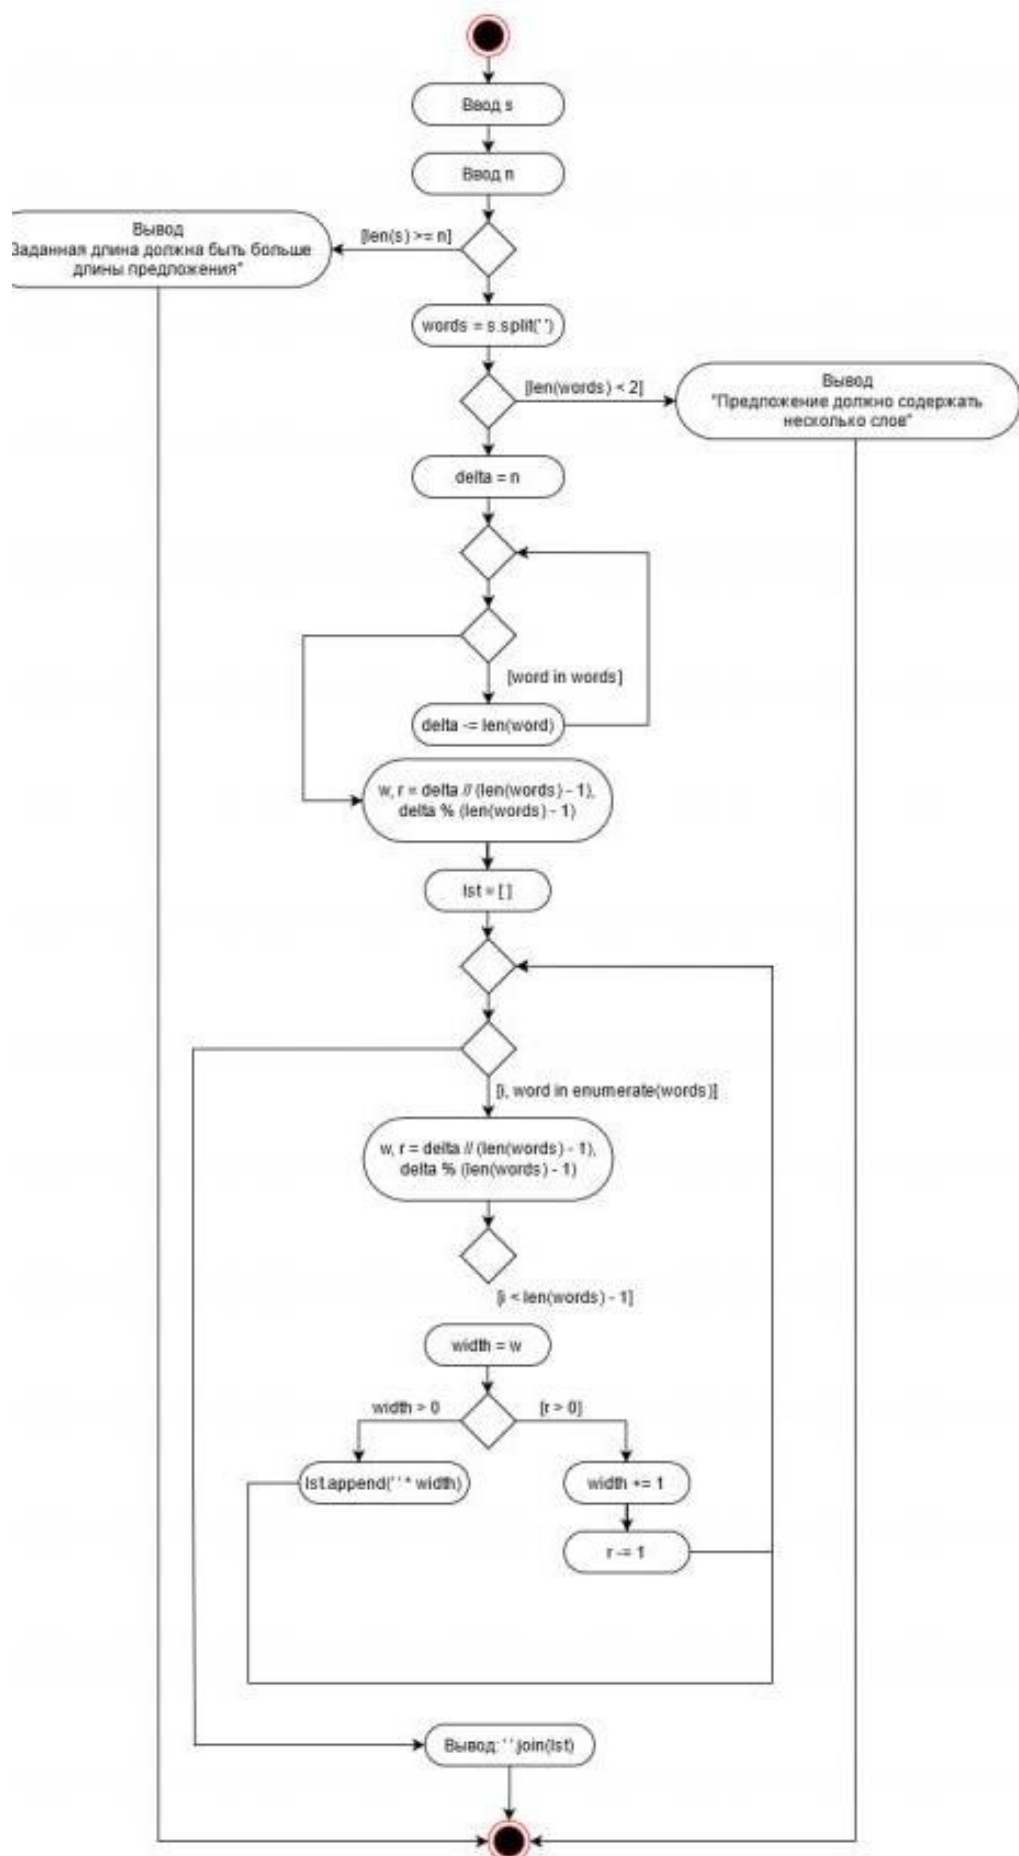 Ввод s
Ввод n
[len(s) >= n]
Вывод
Заданная длина должна быть больше
длины предложения"
words = s.split(' ')
[len(words) < 2]
Вывод
"Предложение должно содержать
несколько слов"
delta = n
[word in words]
delta -= len(word)
w, r = delta // (len(words) - 1),
delta % (len(words) - 1)
lst = [ ]
[i, word in enumerate(words)]
w, r = delta // (len(words) - 1),
delta % (len(words) - 1)
[i < len(words) - 1]
width = w
width > 0
[r > 0]
lst.append(' ' * width)
width += 1
r -= 1
Вывод: ' '.join(lst)